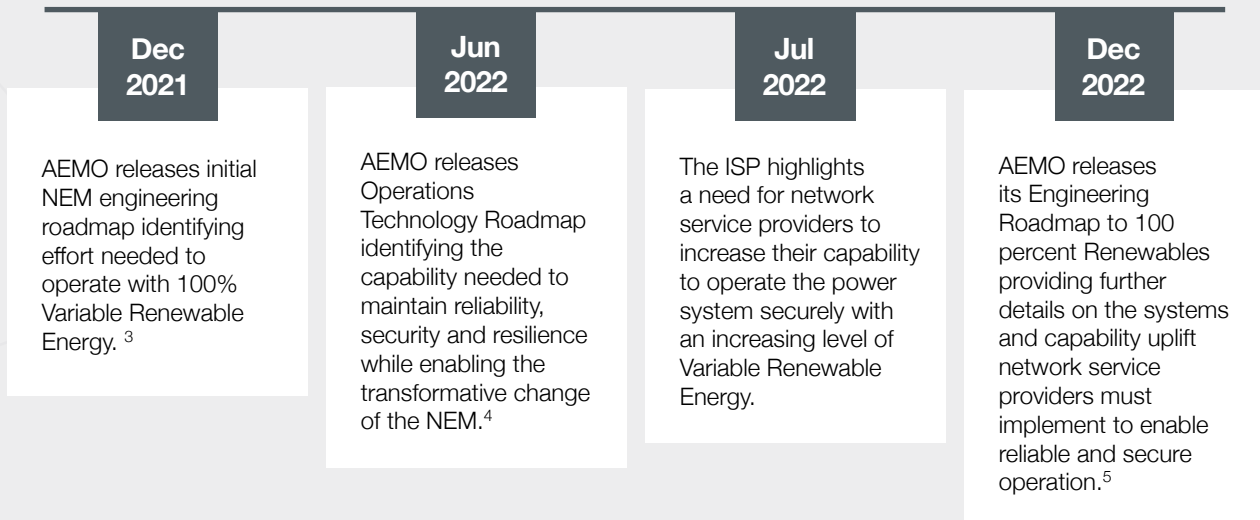 Dec
2021
AEMO releases initial
NEM engineering
roadmap identifying
effort needed to
operate with 100%
Variable Renewable
Energy. 3
Jun
2022
AEMO releases
Operations
Technology Roadmap
identifying the
capability needed to
maintain reliability,
security and resilience
while enabling the
transformative change
of the NEM.4
Jul
2022
The ISP highlights
a need for network
service providers to
increase their capability
to operate the power
system securely with
an increasing level of
Variable Renewable
Energy.
Dec
2022
AEMO releases
its Engineering
Roadmap to 100
percent Renewables
providing further
details on the systems
and capability uplift
network service
providers must
implement to enable
reliable and secure
operation.5